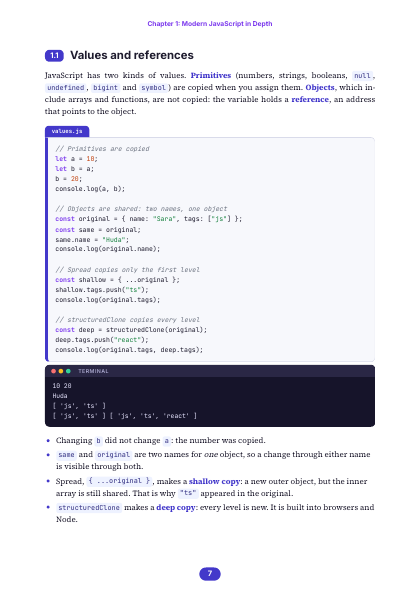 Chapter 1: Modern JavaScript in Depth
1.1 Values and references
JavaScript has two kinds of values. Primitives (numbers, strings, booleans, null,
undefined, bigint and symbol) are copied when you assign them. Objects, which in-
clude arrays and functions, are not copied: the variable holds a reference, an address
that points to the object.
values.js
// Primitives are copied
let a = 10;
let b = a;
b = 20;
console.log(a, b);
// Objects are shared: two names, one object
const original = { name: "Sara", tags: ["js"] };
const same = original;
same.name = "Huda";
console.log(original.name);
// Spread copies only the first level
const shallow = { ...original };
shallow.tags.push("ts");
console.log(original.tags);
// structuredClone copies every level
const deep = structuredClone(original);
deep.tags.push("react");
console.log(original.tags, deep.tags);
TERMINAL
10 20
Huda
[ 'js', 'ts' ]
[ 'js', 'ts' ] [ 'js', 'ts', 'react' ]
• Changing b did not change a: the number was copied.
• same and original are two names for one object, so a change through either name
is visible through both.
• Spread, { ...original }, makes a shallow copy: a new outer object, but the inner
array is still shared. That is why "ts" appeared in the original.
• structuredClone makes a deep copy: every level is new. It is built into browsers and
Node.
7